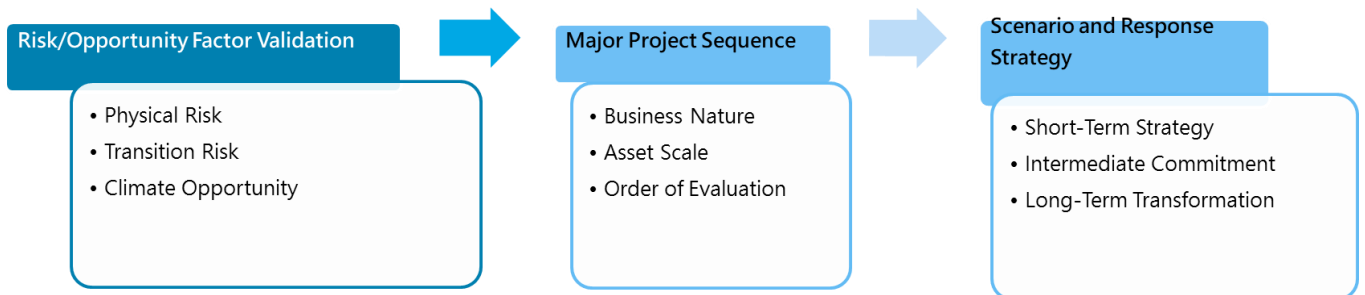 Risk/Opportunity Factor Validation
• Physical Risk
• Transition Risk
• Climate Opportunity
Major Project Sequence
• Business Nature
• Asset Scale
• Order of Evaluation
Scenario and Response
Strategy
• Short-Term Strategy
• Intermediate Commitment
• Long-Term Transformation